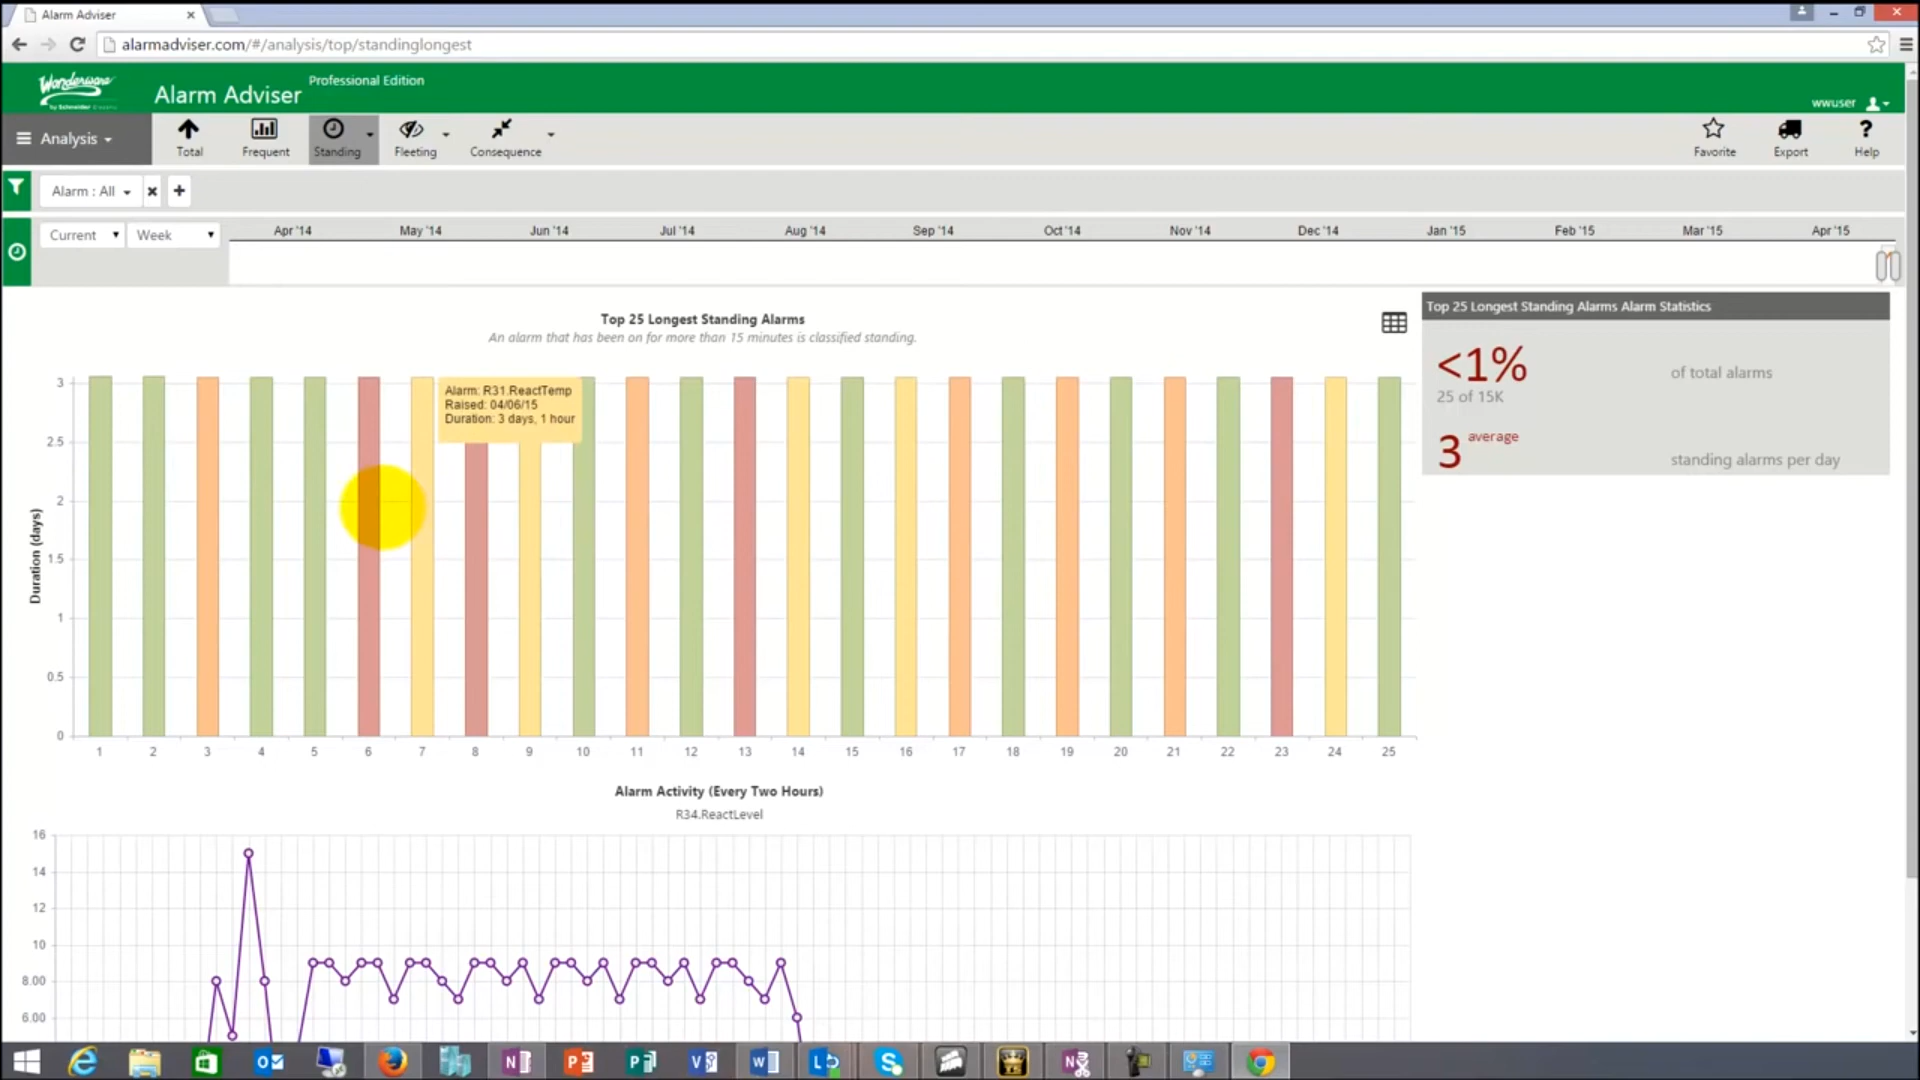 Alarm Adviser
alarmadviser.com/#/analysis/top/standinglongest
Wonderware
by Schneider Electric
Alarm Adviser
Professional Edition
wwuser
Analysis
Total
Frequent
Standing
Fleeting
Consequence
Favorite
Export
Help
Alarm : All
Current
Week
Apr '14
May '14
Jun '14
Jul '14
Aug '14
Sep '14
Oct '14
Nov '14
Dec '14
Jan '15
Feb '15
Mar '15
Apr '15
Top 25 Longest Standing Alarms
An alarm that has been on for more than 15 minutes is classified standing.
Alarm: R31.ReactTemp
Raised: 04/06/15
Duration: 3 days, 1 hour
3
2.5
2
1.5
1
0.5
0
Duration (days)
1 2 3 4 5 6 7 8 9 10 11 12 13 14 15 16 17 18 19 20 21 22 23 24 25
Top 25 Longest Standing Alarms Alarm Statistics
<1%
of total alarms
25 of 15K
3 average
standing alarms per day
Alarm Activity (Every Two Hours)
R34.ReactLevel
16
14
12
10
8.00
6.00